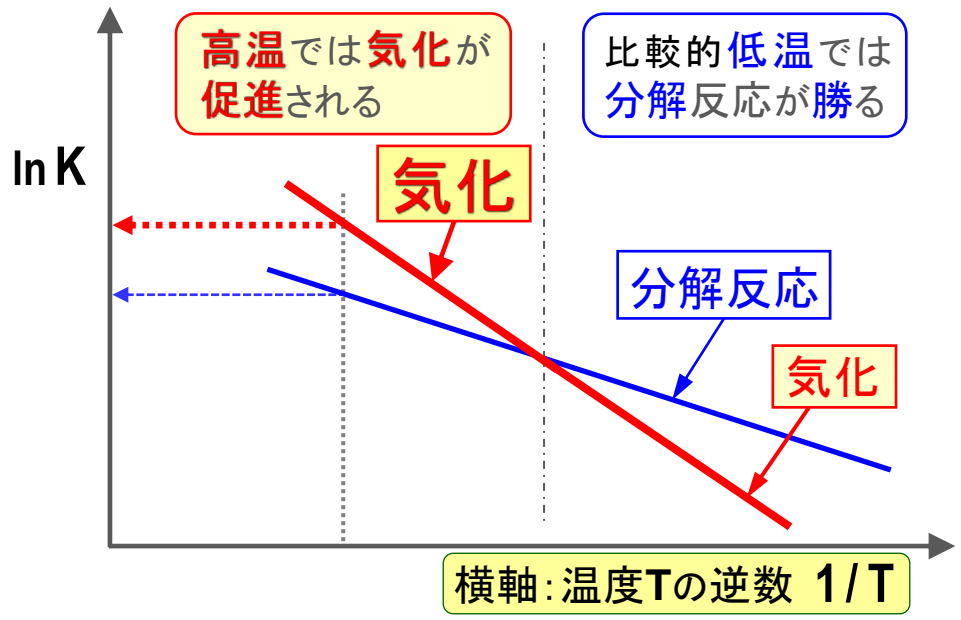 高温では気化が
促進される
比較的低温では
分解反応が勝る
ln K
気化
分解反応
気化
横軸：温度Tの逆数 1/T